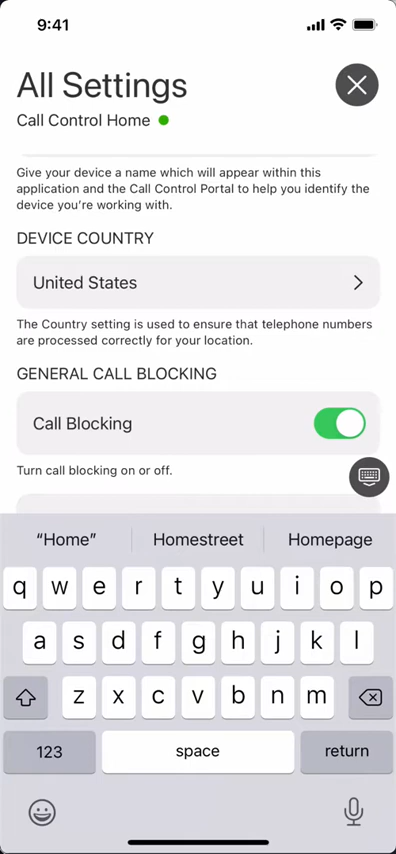 9:41
All Settings
Call Control Home
Give your device a name which will appear within this
application and the Call Control Portal to help you identify the
device you’re working with.
DEVICE COUNTRY
United States
The Country setting is used to ensure that telephone numbers
are processed correctly for your location.
GENERAL CALL BLOCKING
Call Blocking
Turn call blocking on or off.
“Home” Homestreet Homepage
q w e r t y u i o p
a s d f g h j k l
z x c v b n m
123 space return